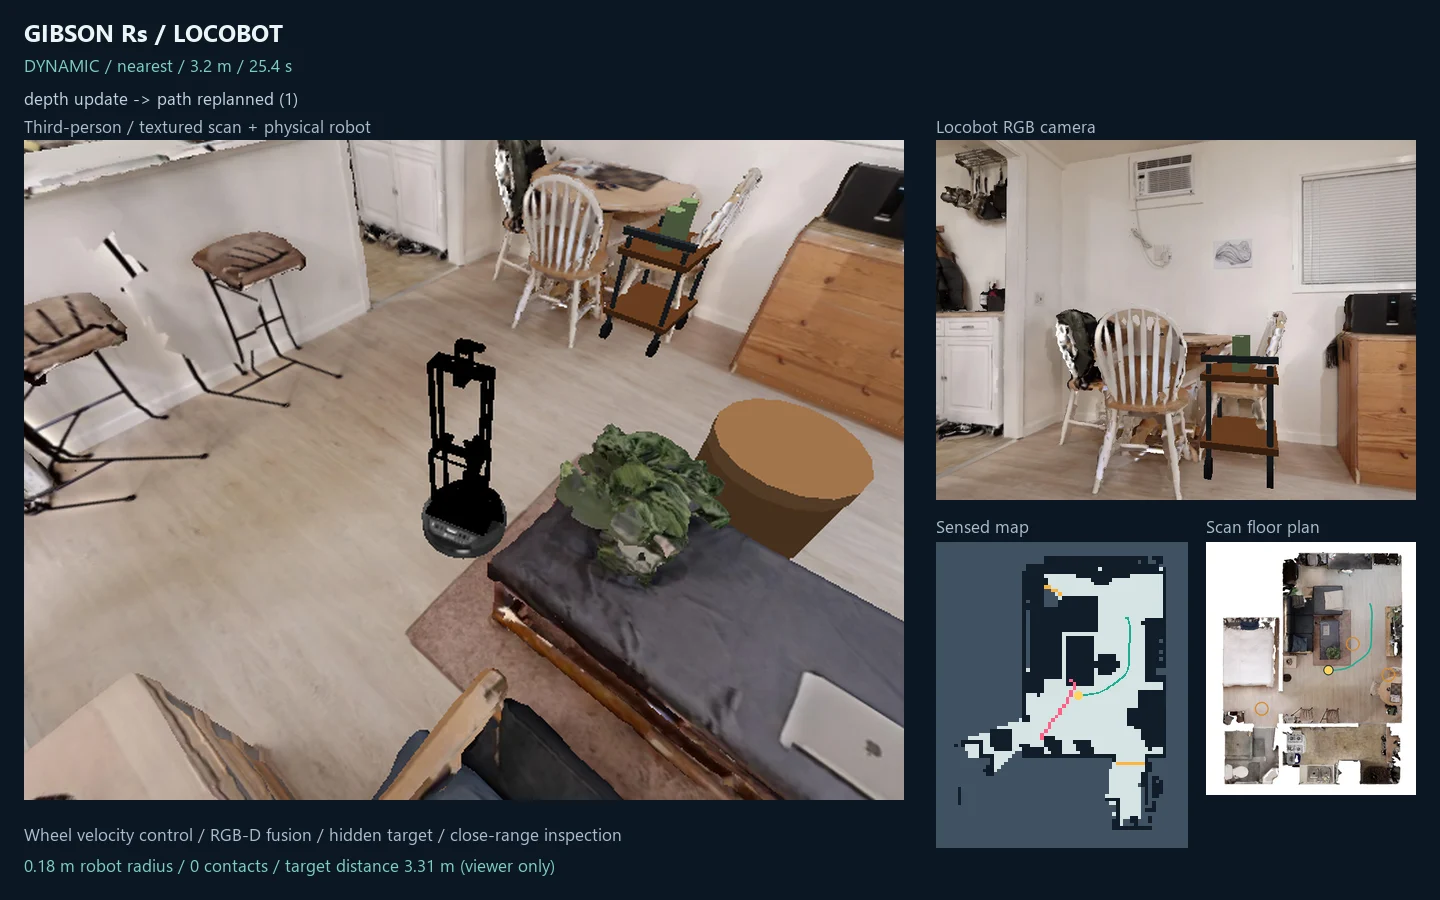 GIBSON Rs / LOCOBOT
DYNAMIC / nearest / 3.2 m / 25.4 s
depth update -> path replanned (1)
Third-person / textured scan + physical robot
Locobot RGB camera
Sensed map
Scan floor plan
Wheel velocity control / RGB-D fusion / hidden target / close-range inspection
0.18 m robot radius / 0 contacts / target distance 3.31 m (viewer only)